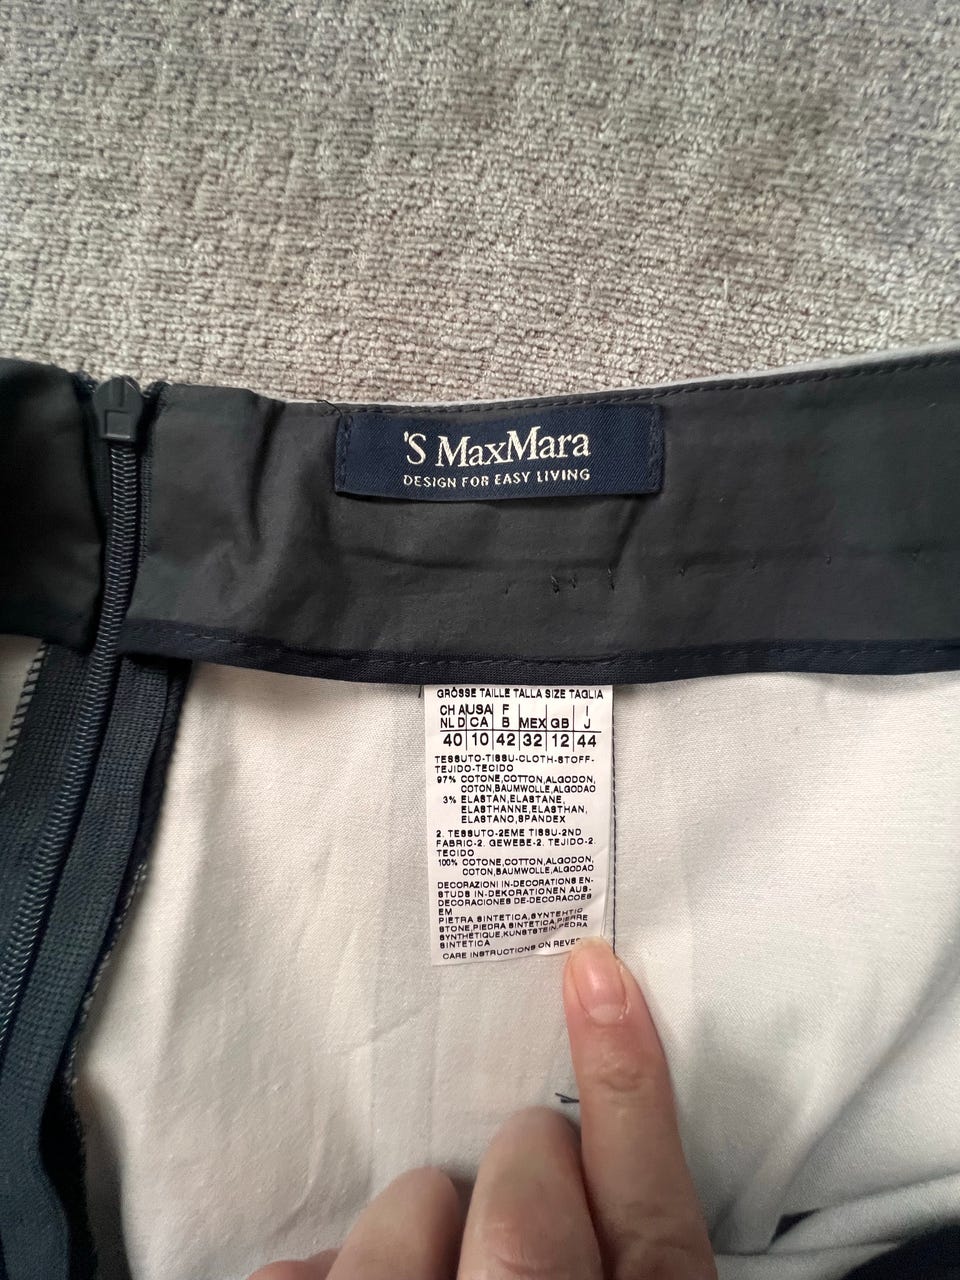 'S MaxMara
DESIGN FOR EASY LIVING
GRÖSSE TAILLE TALLA SIZE TAGLIA
CH A USA F I
NL D CA B MEX GB J
40 10 42 32 12 44
TESSUTO-TISSU-CLOTH-STOFF-
TEJIDO-TECIDO
97% COTONE,COTTON,ALGODON,
COTON,BAUMWOLLE,ALGODAO
3% ELASTAN,ELASTANE,
ELASTHANNE,ELASTHAN,
ELASTANO,SPANDEX
2. TESSUTO-2EME TISSU-2ND
FABRIC-2. GEWEBE-2. TEJIDO-2.
TECIDO
100% COTONE,COTTON,ALGODON,
COTON,BAUMWOLLE,ALGODAO
DECORAZIONI IN-DECORATIONS EN-
STUDS IN-DEKORATIONEN AUS-
DECORACIONES DE-DECORACOES
EM
PIETRA SINTETICA,SYNTEHTIC
STONE,PIEDRA SINTETICA,PIERRE
SYNTHETIQUE,KUNSTSTEIN,PEDRA
SINTETICA
CARE INSTRUCTIONS ON REVE